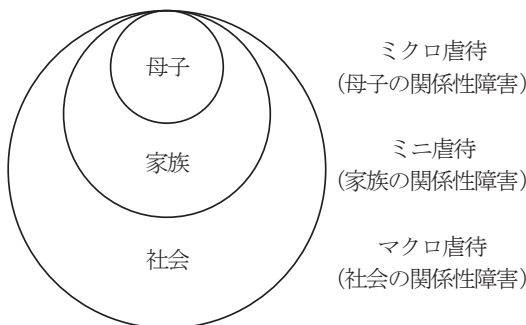 母子
ミクロ虐待
（母子の関係性障害）
家族
ミニ虐待
（家族の関係性障害）
社会
マクロ虐待
（社会の関係性障害）